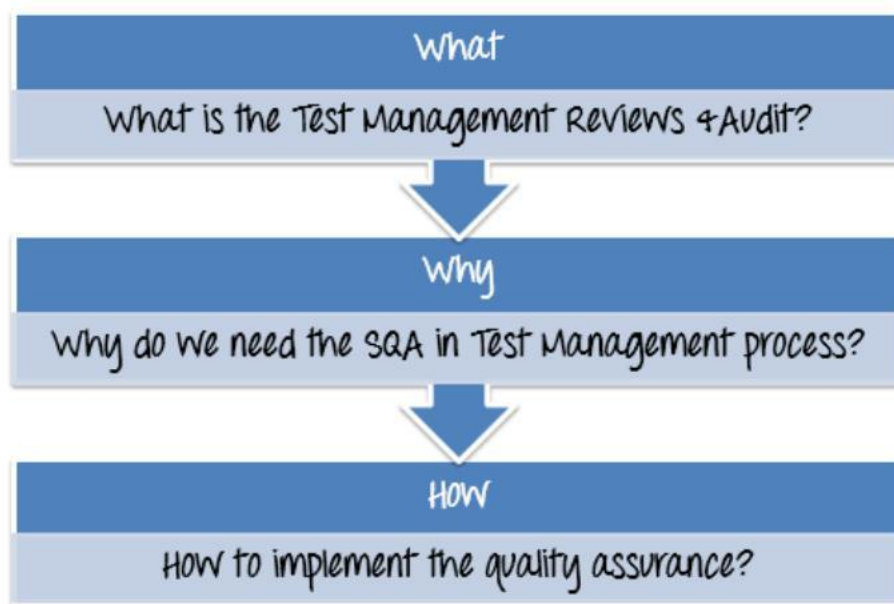 What
What is the Test Management Reviews &Audit?
Why
Why do we need the SQA in Test Management process?
How
How to implement the quality assurance?